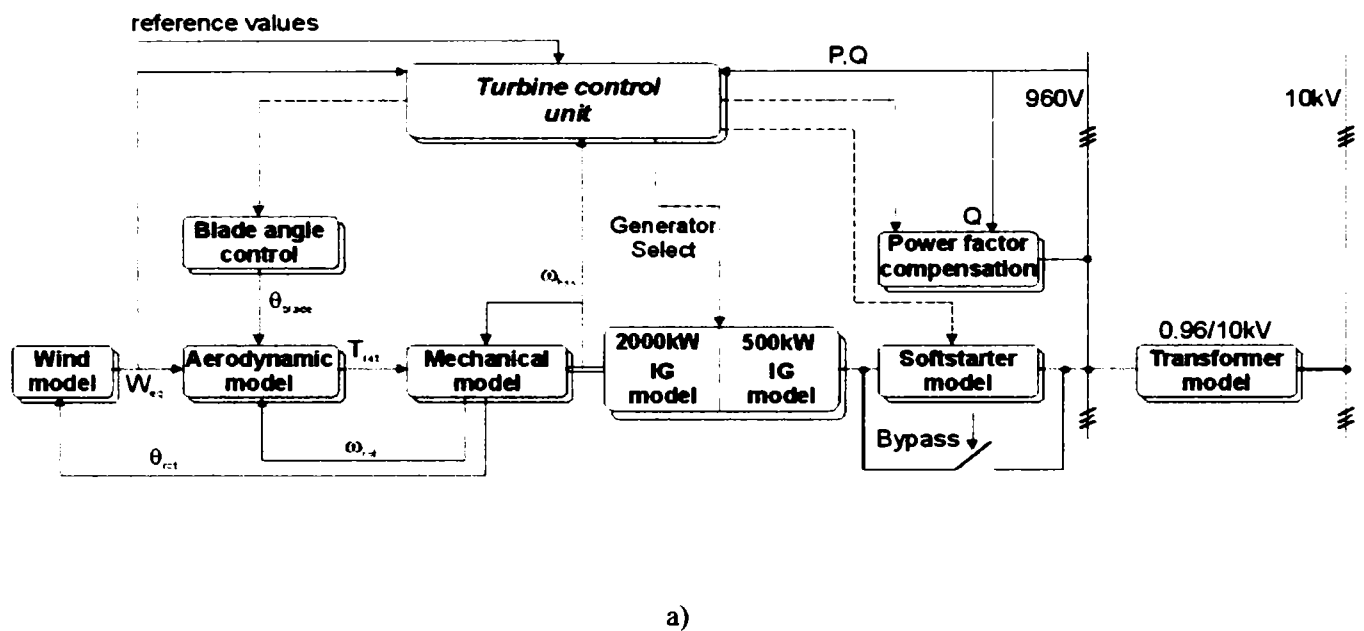 reference values
Turbine control
unit
P,Q
960V
10kV
Blade angle
control
Generator
Select
Q
Power factor
compensation
θ
ω
0.96/10kV
Wind
model
W
Aerodynamic
model
T
Mechanical
model
2000kW
IG
model
500kW
IG
model
Softstarter
model
Transformer
model
Bypass
ω
θ
a)